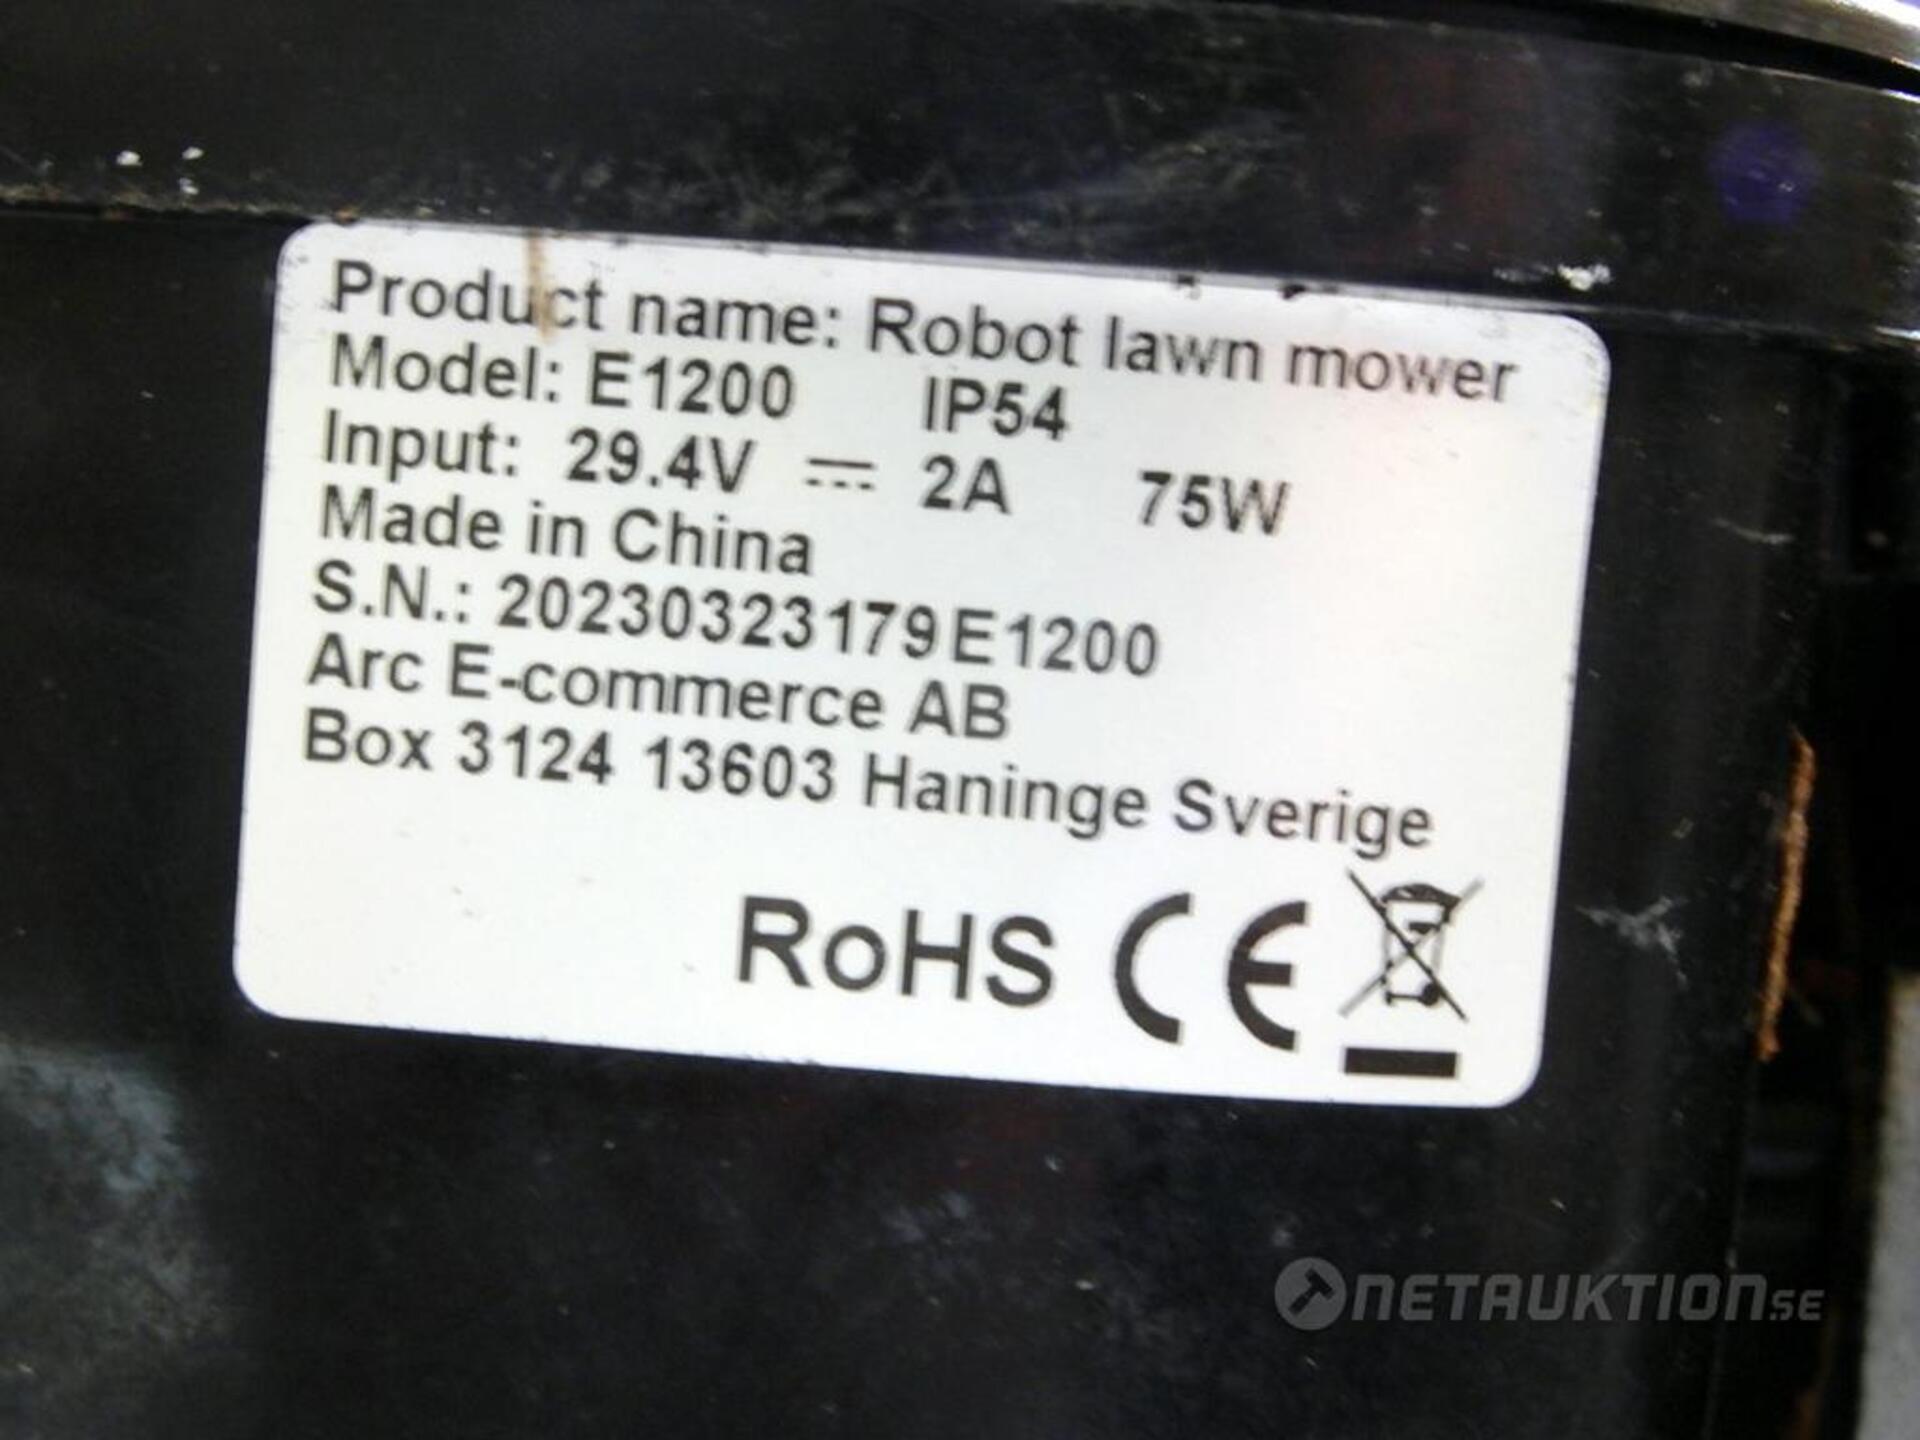 Product name: Robot lawn mower
Model: E1200 IP54
Input: 29.4V ⎓ 2A 75W
Made in China
S.N.: 20230323179E1200
Arc E-commerce AB
Box 3124 13603 Haninge Sverige
RoHS CE
NETAUKTION.SE